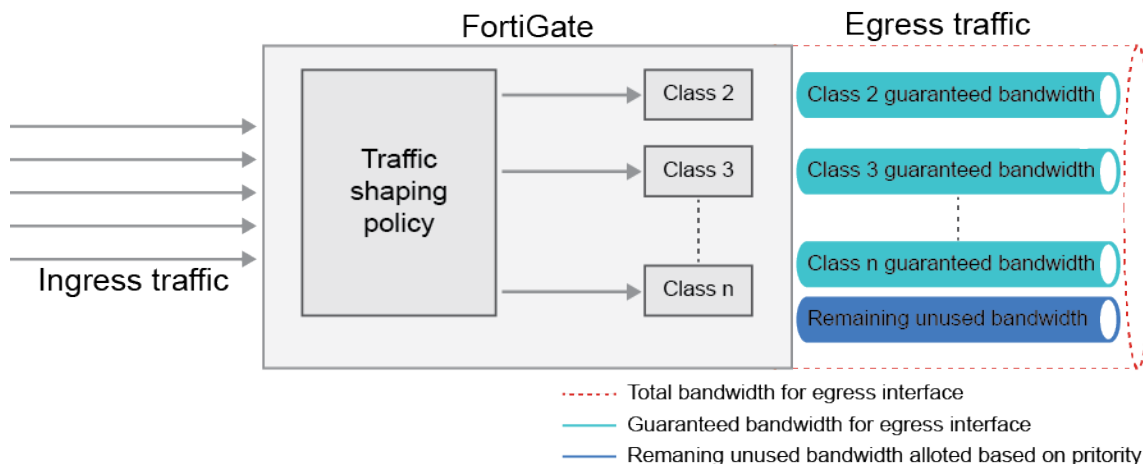 FortiGate
Egress traffic
Ingress traffic
Traffic
shaping
policy
Class 2
Class 3
Class n
Class 2 guaranteed bandwidth
Class 3 guaranteed bandwidth
Class n guaranteed bandwidth
Remaining unused bandwidth
Total bandwidth for egress interface
Guaranteed bandwidth for egress interface
Remaning unused bandwidth alloted based on pritority